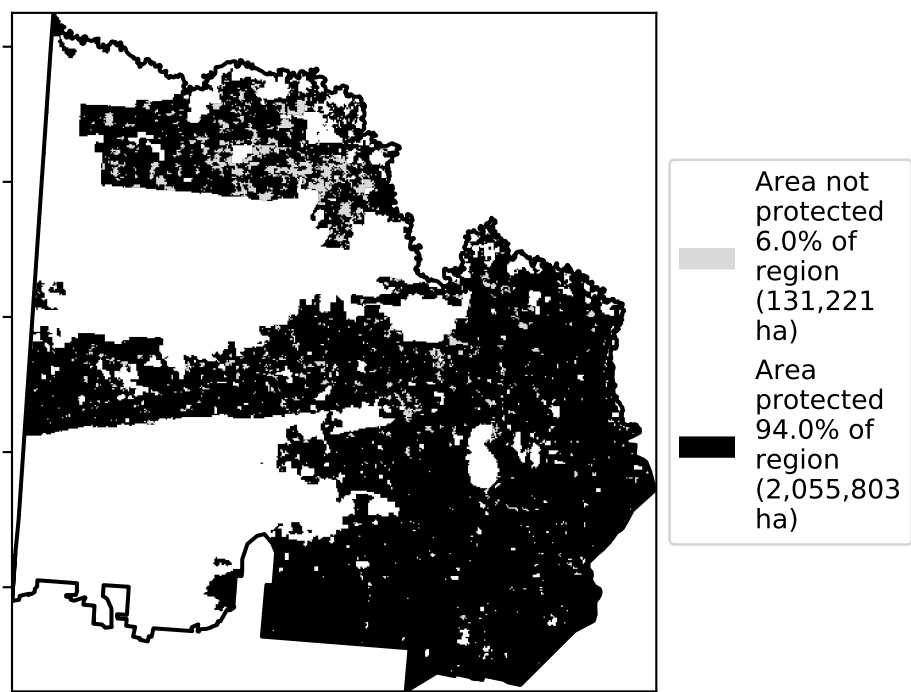 Area not
protected
6.0% of
region
(131,221
ha)
Area
protected
94.0% of
region
(2,055,803
ha)